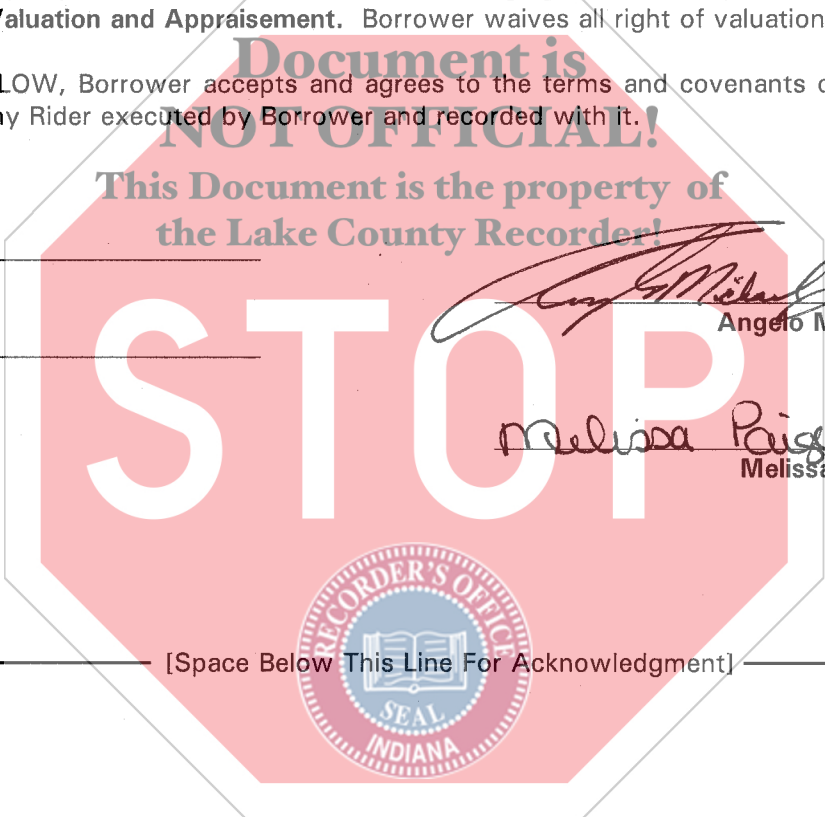 Valuation and Appraisement. Borrower waives all right of valuation
Document is
LOW, Borrower accepts and agrees to the terms and covenants
ny Rider executed by Borrower and recorded with it.
NOT OFFICIAL!
This Document is the property of
the Lake County Recorder!
Angelo M
STOP
Melissa Paig
Melissa
RECORDER'S OFFICE
[Space Below This Line For Acknowledgment]
SEAL
INDIANA